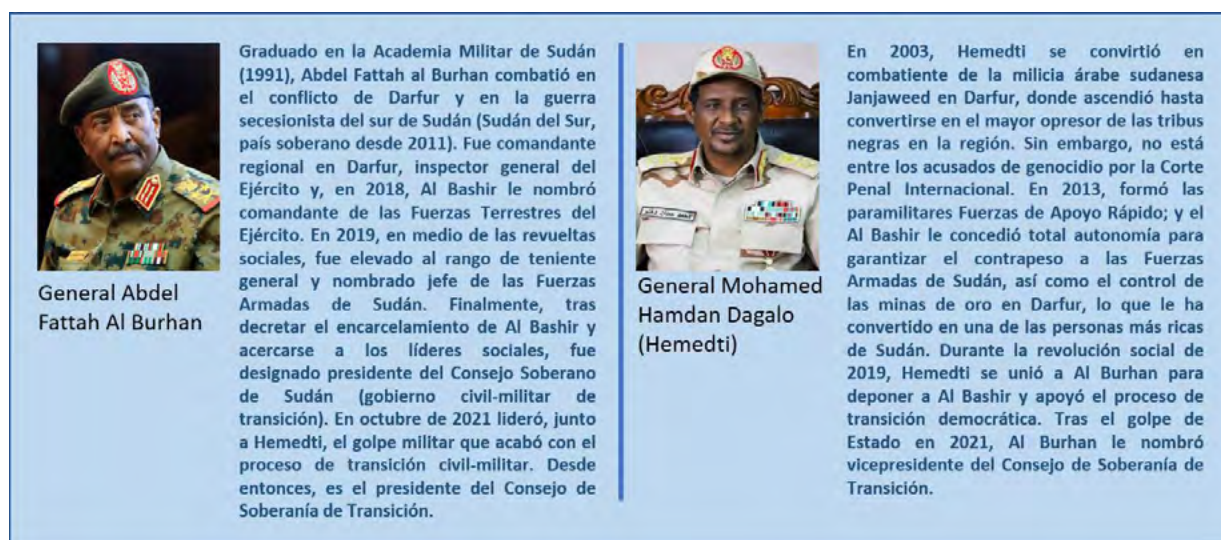 Graduado en la Academia Militar de Sudán
(1991), Abdel Fattah al Burhan combatió en
el conflicto de Darfur y en la guerra
secesionista del sur de Sudán (Sudán del Sur,
país soberano desde 2011). Fue comandante
regional en Darfur, inspector general del
Ejército y, en 2018, Al Bashir le nombró
comandante de las Fuerzas Terrestres del
Ejército. En 2019, en medio de las revueltas
sociales, fue elevado al rango de teniente
general y nombrado jefe de las Fuerzas
Armadas de Sudán. Finalmente, tras
decretar el encarcelamiento de Al Bashir y
acercarse a los líderes sociales, fue
designado presidente del Consejo Soberano
de Sudán (gobierno civil-militar de
transición). En octubre de 2021 lideró, junto
a Hemedti, el golpe militar que acabó con el
proceso de transición civil-militar. Desde
entonces, es el presidente del Consejo de
Soberanía de Transición.
General Abdel
Fattah Al Burhan
En 2003, Hemedti se convirtió en
combatiente de la milicia árabe sudanesa
Janjaweed en Darfur, donde ascendió hasta
convertirse en el mayor opresor de las tribus
negras en la región. Sin embargo, no está
entre los acusados de genocidio por la Corte
Penal Internacional. En 2013, formó las
paramilitares Fuerzas de Apoyo Rápido; y el
Al Bashir le concedió total autonomía para
garantizar el contrapeso a las Fuerzas
Armadas de Sudán, así como el control de
las minas de oro en Darfur, lo que le ha
convertido en una de las personas más ricas
de Sudán. Durante la revolución social de
2019, Hemedti se unió a Al Burhan para
deponer a Al Bashir y apoyó el proceso de
transición democrática. Tras el golpe de
Estado en 2021, Al Burhan le nombró
vicepresidente del Consejo de Soberanía de
Transición.
General Mohamed
Hamdan Dagalo
(Hemedti)